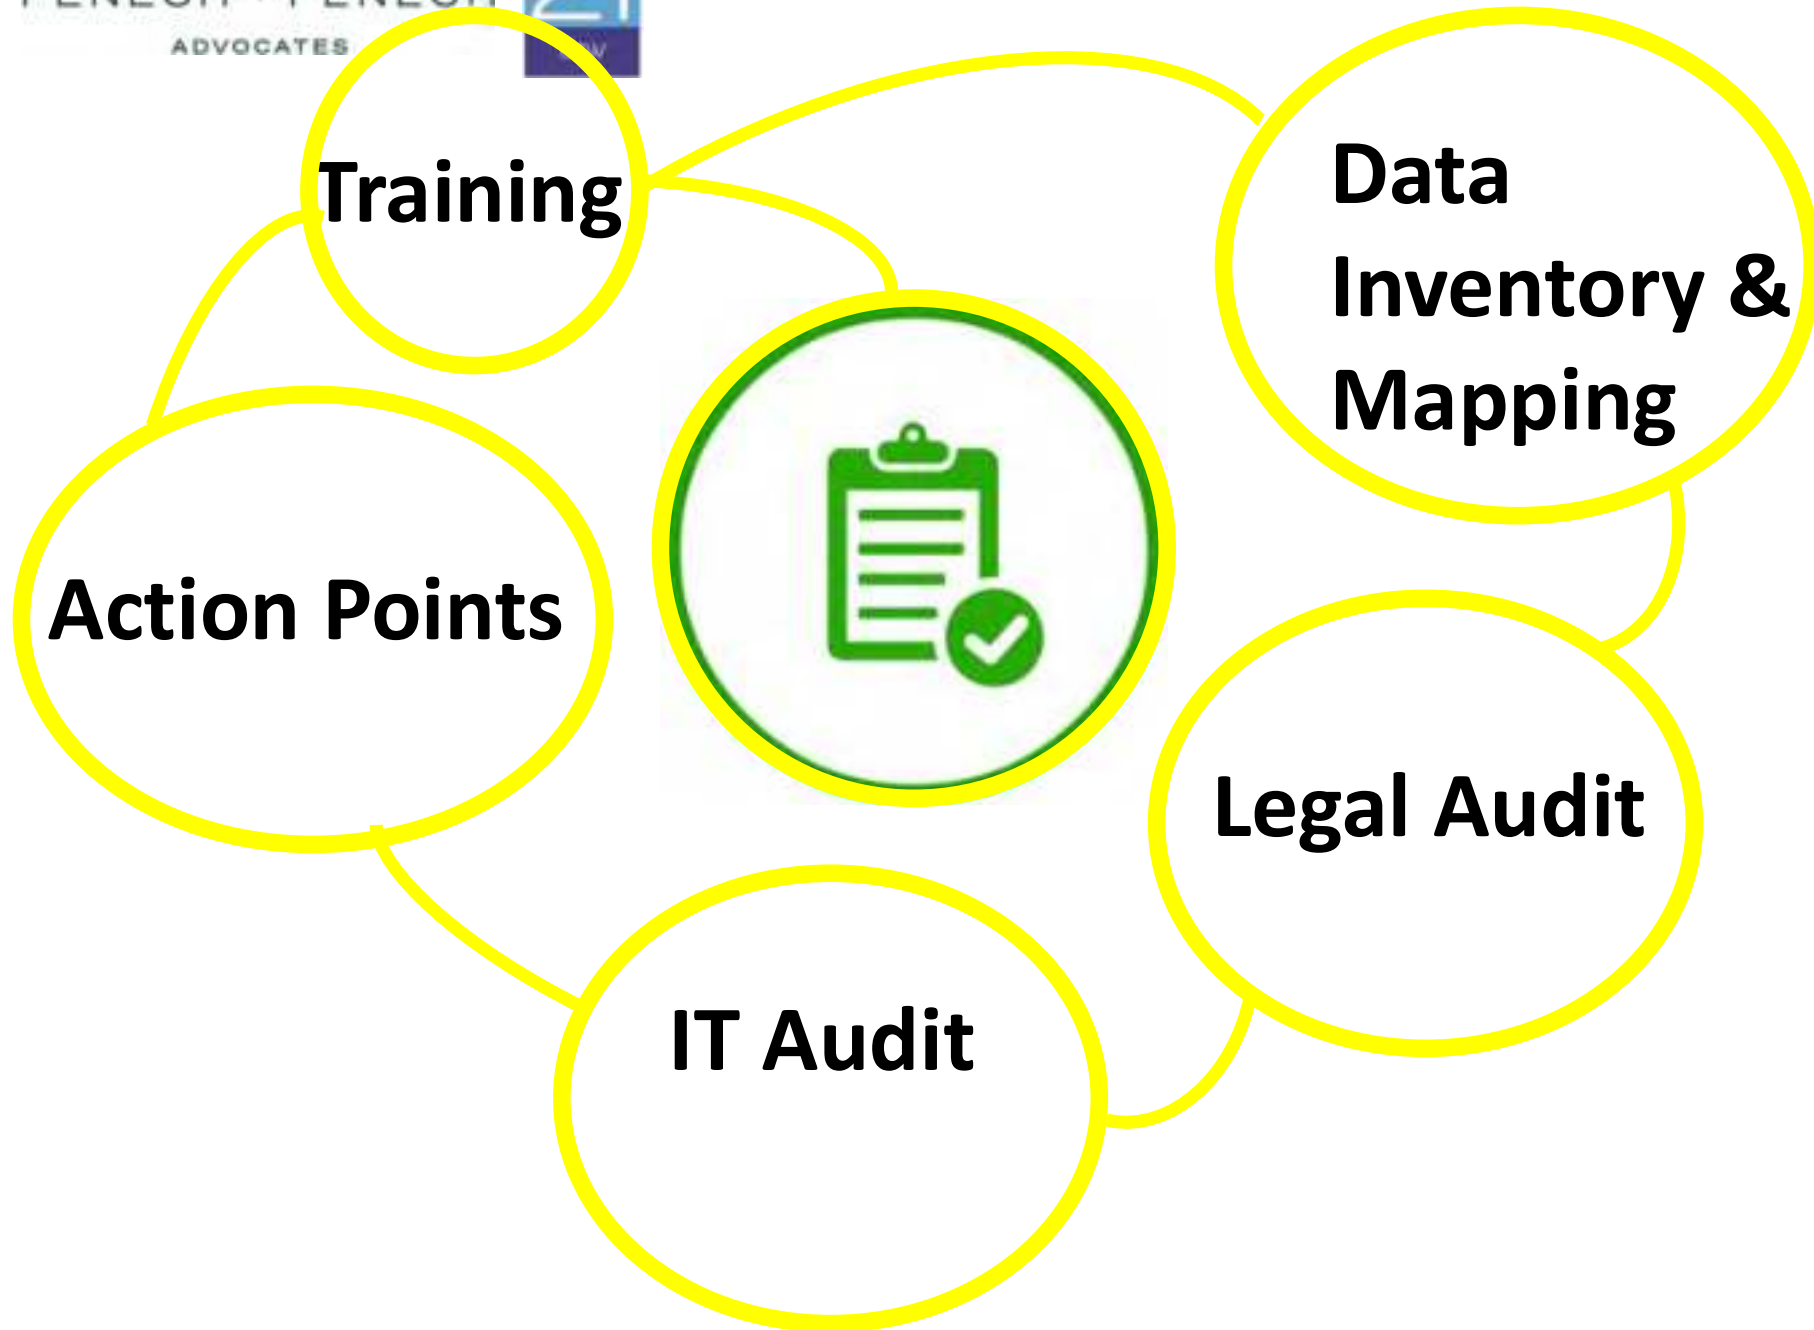 ADVOCATES
Training
Data
Inventory &
Mapping
Action Points
Legal Audit
IT Audit